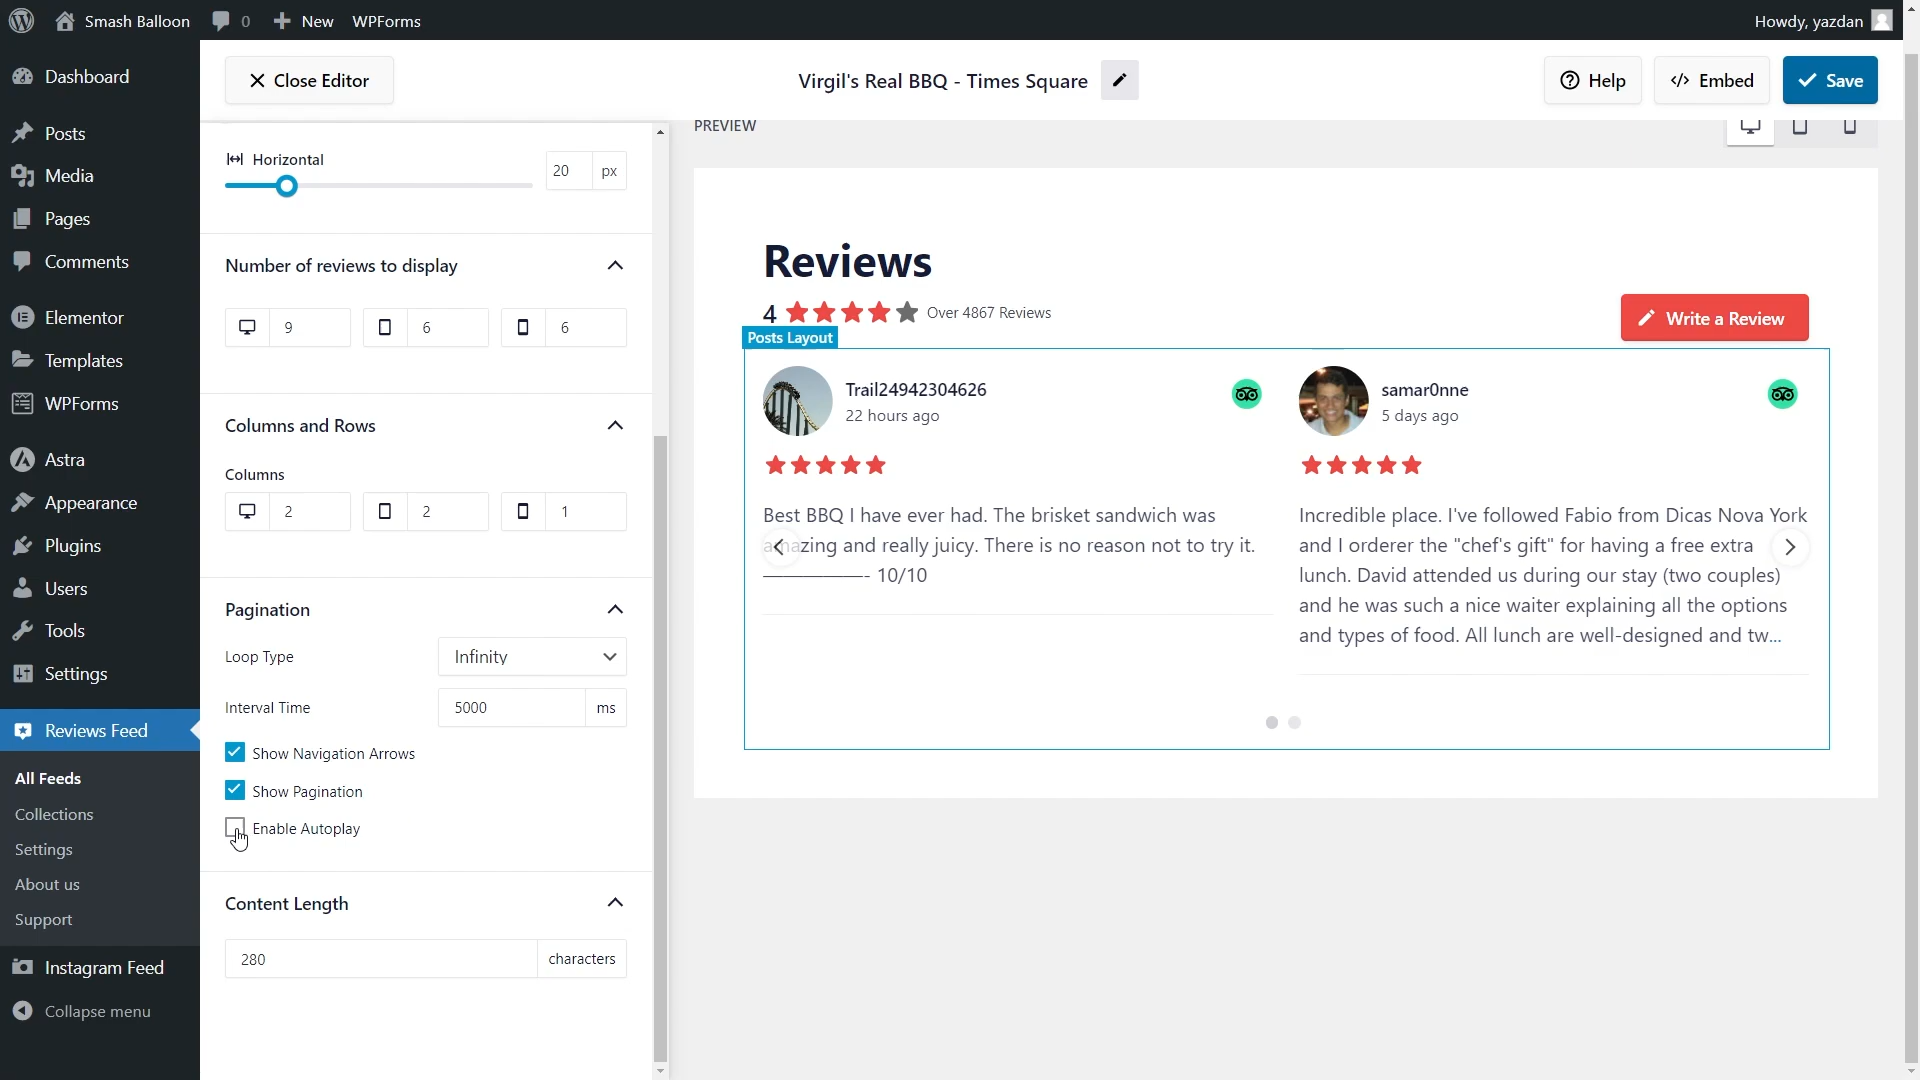 Smash Balloon 0 New WPForms Howdy, yazdan
Dashboard
Posts
Media
Pages
Comments
Elementor
Templates
WPForms
Astra
Appearance
Plugins
Users
Tools
Settings
Reviews Feed
All Feeds
Collections
Settings
About us
Support
Instagram Feed
Collapse menu
Close Editor
Virgil's Real BBQ - Times Square
Help
Embed
Save
Horizontal
20 px
Number of reviews to display
9 6 6
Columns and Rows
Columns
2 2 1
Pagination
Loop Type Infinity
Interval Time 5000 ms
Show Navigation Arrows
Show Pagination
Enable Autoplay
Content Length
280 characters
PREVIEW
Reviews
4 Over 4867 Reviews
Write a Review
Posts Layout
Trail24942304626
22 hours ago
Best BBQ I have ever had. The brisket sandwich was
amazing and really juicy. There is no reason not to try it.
——————- 10/10
samar0nne
5 days ago
Incredible place. I've followed Fabio from Dicas Nova York
and I orderer the "chef's gift" for having a free extra
lunch. David attended us during our stay (two couples)
and he was such a nice waiter explaining all the options
and types of food. All lunch are well-designed and tw...